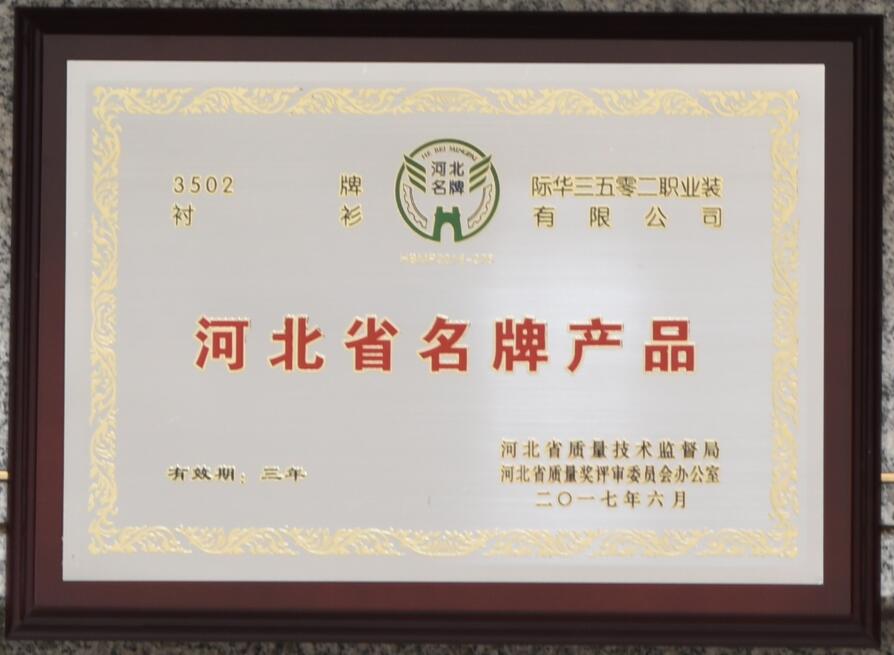 3502 牌
衬 衫
HE BEI MINGPAI
河北
名牌
际华三五零二职业装
有限公司
河北省名牌产品
有效期：三年
河北省质量技术监督局
河北省质量奖评审委员会办公室
二〇一七年六月